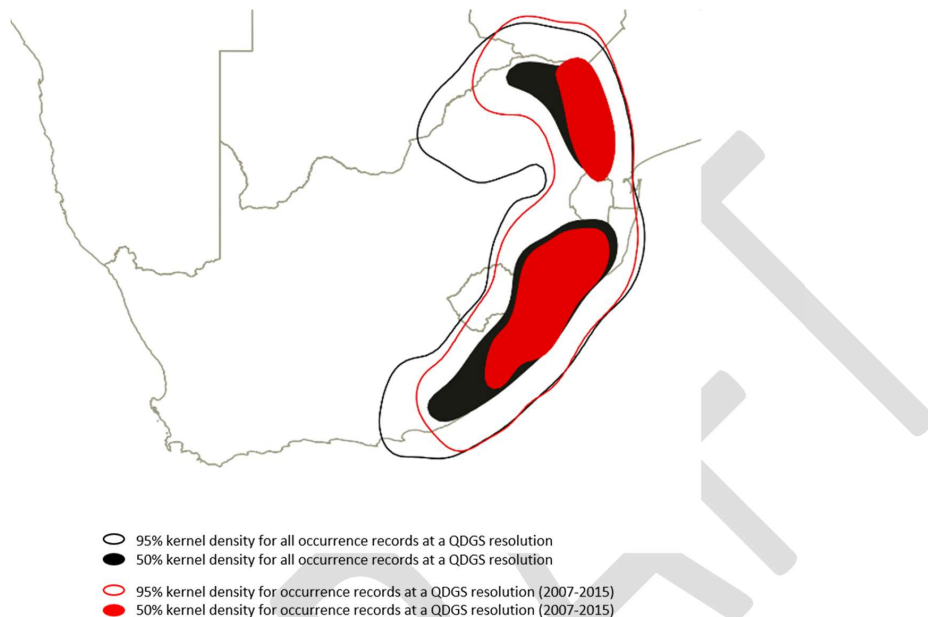 95% kernel density for all occurrence records at a QDGS resolution
50% kernel density for all occurrence records at a QDGS resolution
95% kernel density for occurrence records at a QDGS resolution (2007-2015)
50% kernel density for occurrence records at a QDGS resolution (2007-2015)